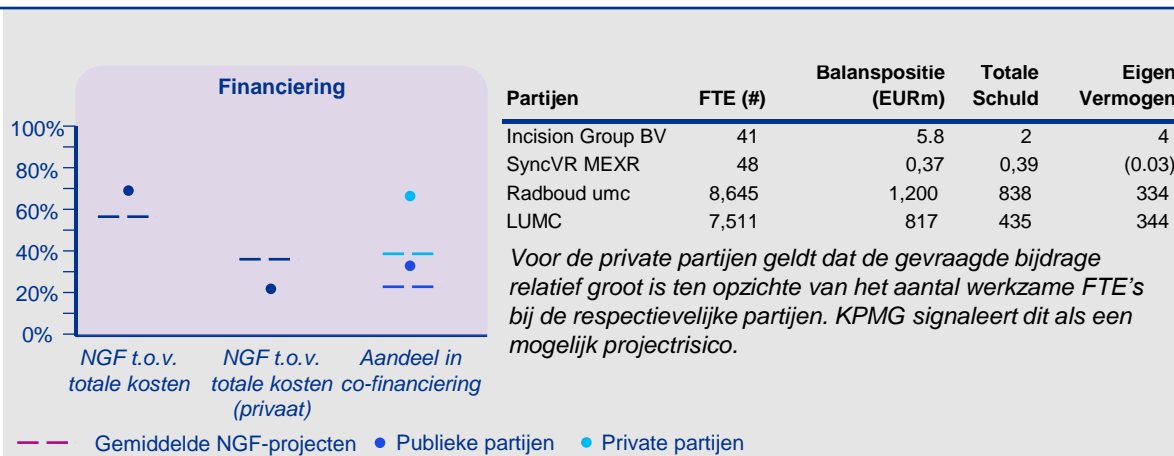 Financiering
100%
80%
60%
40%
20%
0%
NGF t.o.v. totale kosten
NGF t.o.v. totale kosten (privaat)
Aandeel in co-financiering
Gemiddelde NGF-projecten Publieke partijen Private partijen
Balanspositie Totale Eigen
Partijen FTE (#) (EURm) Schuld Vermogen
Incision Group BV 41 5.8 2 4
SyncVR MEXR 48 0,37 0,39 (0.03)
Radboud umc 8,645 1,200 838 334
LUMC 7,511 817 435 344
Voor de private partijen geldt dat de gevraagde bijdrage
relatief groot is ten opzichte van het aantal werkzame FTE's
bij de respectievelijke partijen. KPMG signaleert dit als een
mogelijk projectrisico.